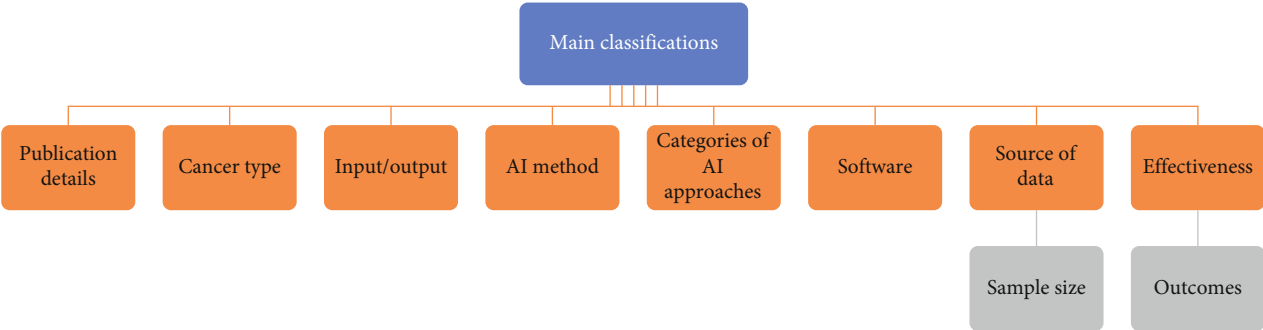 Main classifications
Publication
details
Cancer type
Input/output
AI method
Categories of
AI
approaches
Software
Source of
data
Effectiveness
Sample size
Outcomes